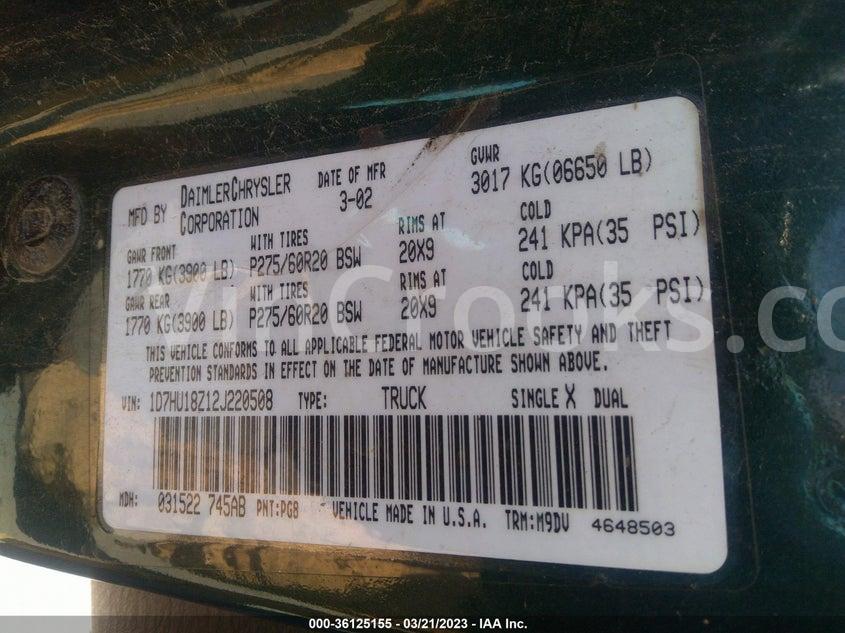 MFD BY DAIMLERCHRYSLER CORPORATION DATE OF MFR 3-02 GVWR 3017 KG(06650 LB)
GAWR FRONT WITH TIRES RIMS AT COLD
1770 KG(3900 LB) P275/60R20 BSW 20X9 241 KPA(35 PSI)
GAWR REAR WITH TIRES RIMS AT COLD
1770 KG(3900 LB) P275/60R20 BSW 20X9 241 KPA(35 PSI)
THIS VEHICLE CONFORMS TO ALL APPLICABLE FEDERAL MOTOR VEHICLE SAFETY AND THEFT
PREVENTION STANDARDS IN EFFECT ON THE DATE OF MANUFACTURE SHOWN ABOVE.
VIN: 1D7HU18Z12J220508 TYPE: TRUCK SINGLE X DUAL
MDH: 031522 745AB PNT:PG8 VEHICLE MADE IN U.S.A. TRM:M9DV 4648503
VinCrooks.co
000-36125155 - 03/21/2023 - IAA Inc.